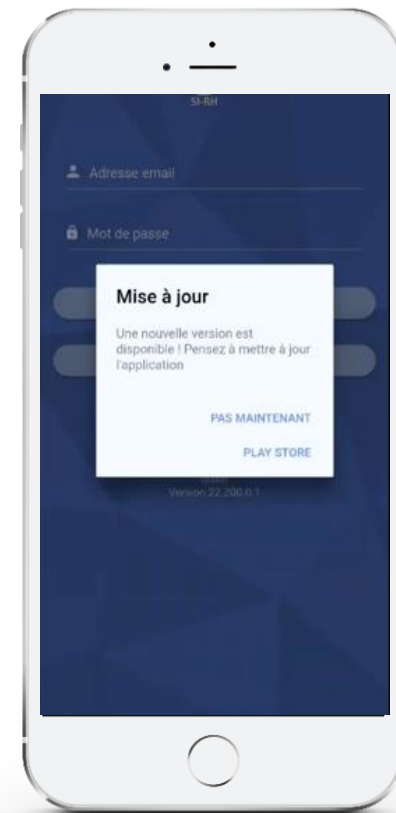 SI-RH
Adresse email
Mot de passe
Mise à jour
Une nouvelle version est
disponible ! Pensez à mettre à jour
l'application
PAS MAINTENANT
PLAY STORE
Version 22.200.0.1